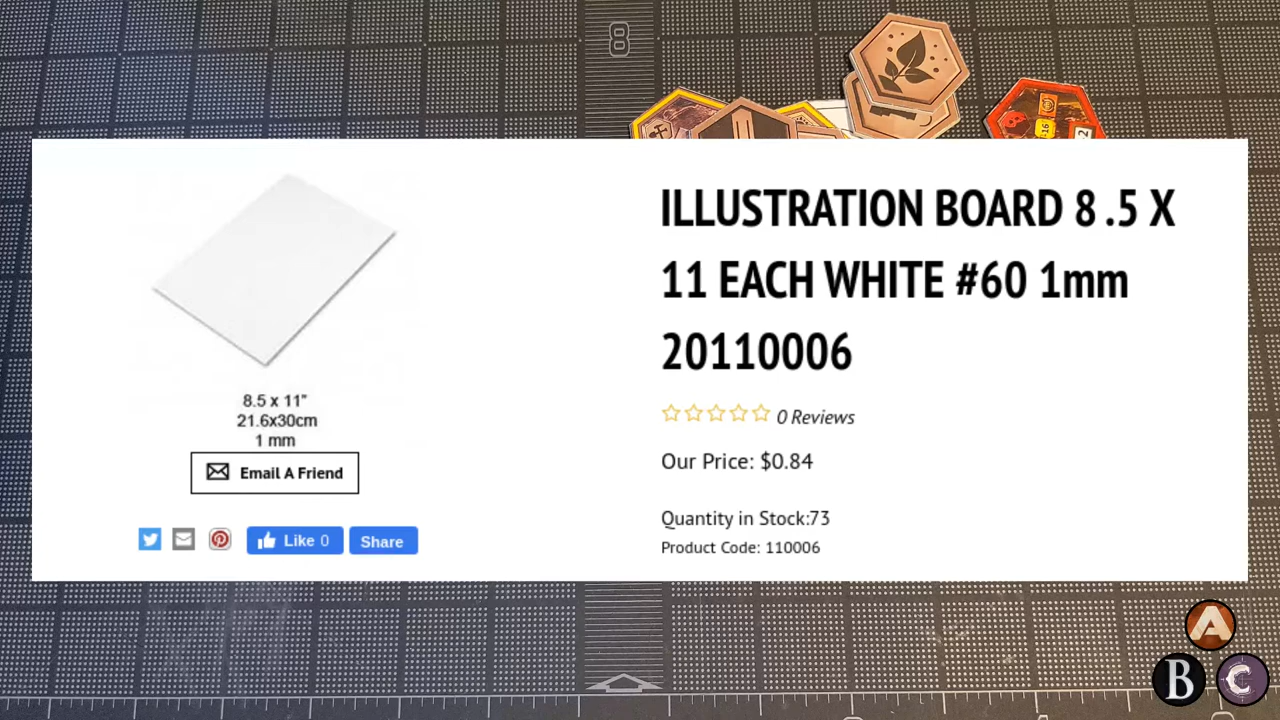 8
ILLUSTRATION BOARD 8 .5 X
11 EACH WHITE #60 1mm
20110006
8.5 x 11"
21.6x30cm
1 mm
Email A Friend
Like 0
Share
0 Reviews
Our Price: $0.84
Quantity in Stock:73
Product Code: 110006
A
B C